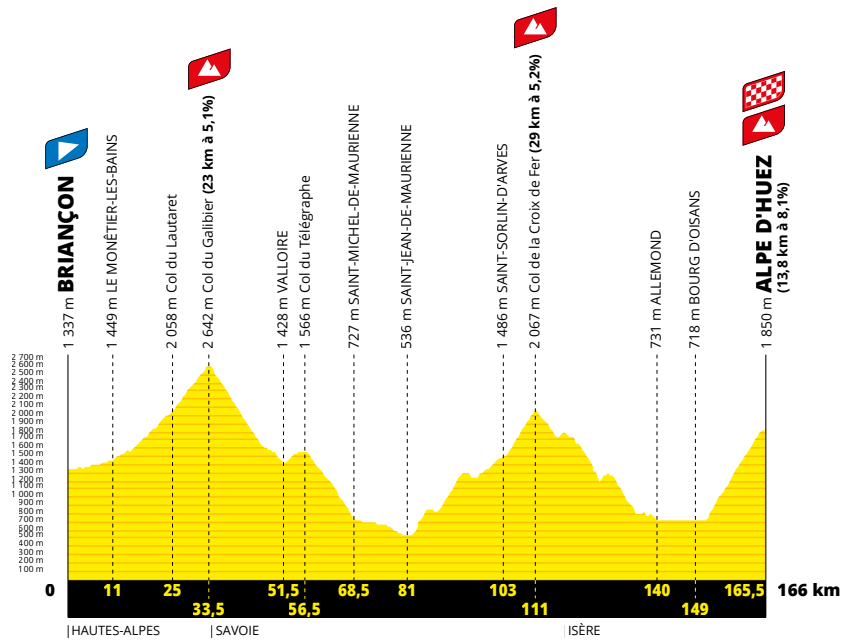 1 337 m BRIANÇON
1 449 m LE MONÊTIER-LES-BAINS
2 058 m Col du Lautaret
2 642 m Col du Galibier (23 km à 5,1%)
1 428 m VALLOIRE
1 566 m Col du Télégraphe
727 m SAINT-MICHEL-DE-MAURIENNE
536 m SAINT-JEAN-DE-MAURIENNE
1 486 m SAINT-SORLIN-D'ARVES
2 067 m Col de la Croix de Fer (29 km à 5,2%)
731 m ALLEMOND
718 m BOURG D'OISANS
1 850 m ALPE D'HUEZ
(13,8 km à 8,1%)
2 700 m
2 600 m
2 500 m
2 400 m
2 300 m
2 200 m
2 100 m
2 000 m
1 900 m
1 800 m
1 700 m
1 600 m
1 500 m
1 400 m
1 300 m
1 200 m
1 100 m
1 000 m
900 m
800 m
700 m
600 m
500 m
400 m
300 m
200 m
100 m
0 11 25 51,5 68,5 81 103 140 165,5 166 km
33,5 56,5 111 149
HAUTES-ALPES SAVOIE ISÈRE